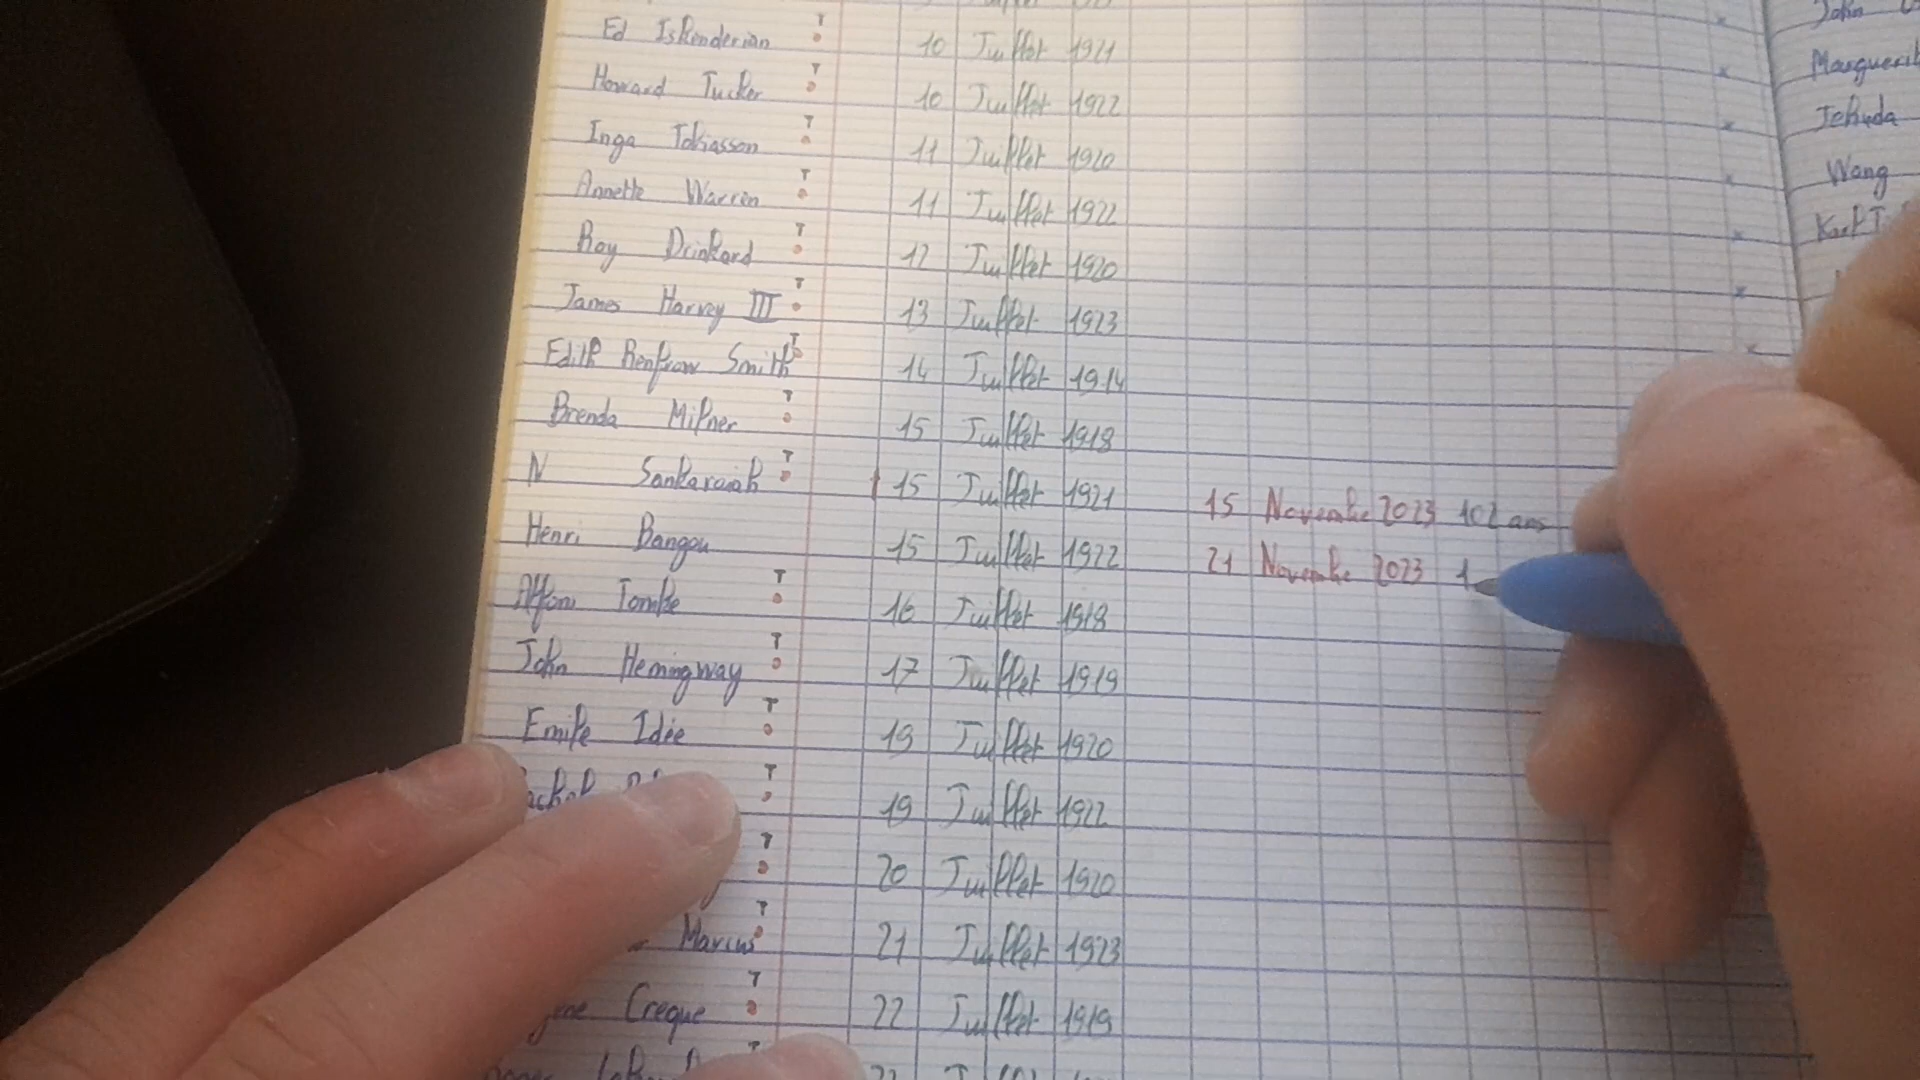 Ed Iskenderian 10 Juillet 1921
John
Howard Tucker 10 Juillet 1922
Marguerit
Inga Tobiasson 11 Juillet 1920
Jehuda
Annette Warren 11 Juillet 1922
Wang
Ray Drinkard 12 Juillet 1920
Karl T
James Harvey III 13 Juillet 1923
Edith Renfrow Smith 14 Juillet 1914
Brenda Milner 15 Juillet 1918
N Sankaraiah 15 Juillet 1921 15 Novembre 2023 102 ans
Henri Bangou 15 Juillet 1922 21 Novembre 2023 1
16 Juillet 1918
John Hemingway 17 Juillet 1919
Emile Idée 19 Juillet 1920
19 Juillet 1922
20 Juillet 1920
Marius 21 Juillet 1923
Creque 22 Juillet 1919